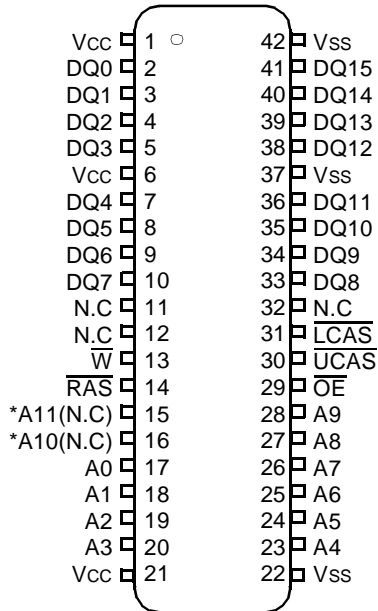 Vcc 1 42 Vss
DQ0 2 41 DQ15
DQ1 3 40 DQ14
DQ2 4 39 DQ13
DQ3 5 38 DQ12
Vcc 6 37 Vss
DQ4 7 36 DQ11
DQ5 8 35 DQ10
DQ6 9 34 DQ9
DQ7 10 33 DQ8
N.C 11 32 N.C
N.C 12 31 L̅C̅A̅S̅
W̅ 13 30 U̅C̅A̅S̅
R̅A̅S̅ 14 29 O̅E̅
*A11(N.C) 15 28 A9
*A10(N.C) 16 27 A8
A0 17 26 A7
A1 18 25 A6
A2 19 24 A5
A3 20 23 A4
Vcc 21 22 Vss